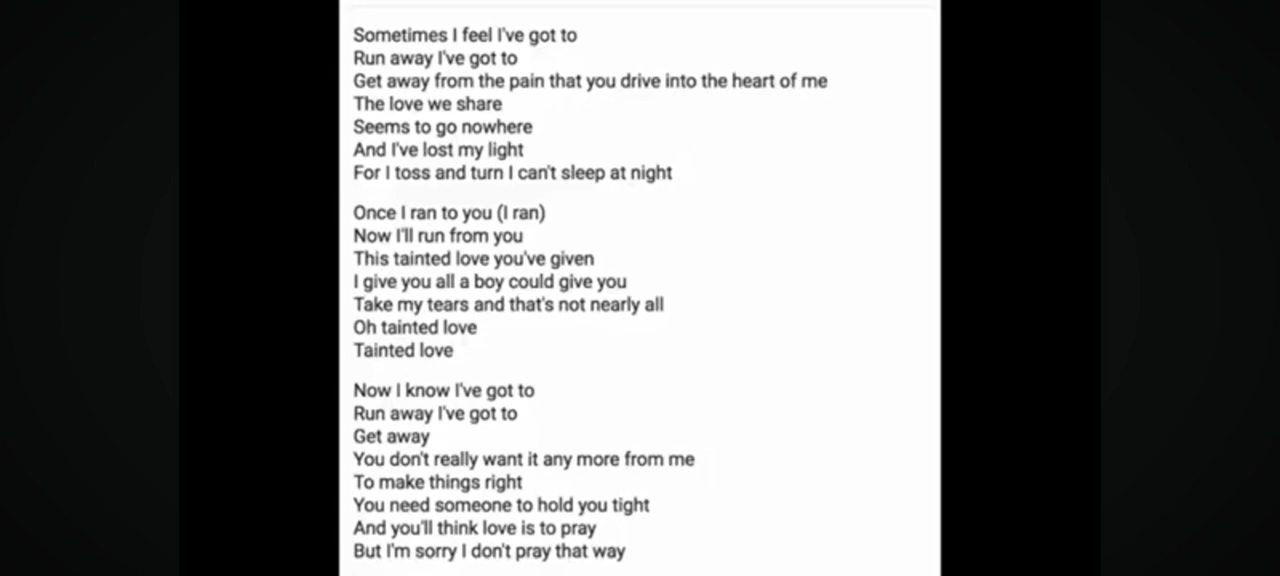 Sometimes I feel I've got to
Run away I've got to
Get away from the pain that you drive into the heart of me
The love we share
Seems to go nowhere
And I've lost my light
For I toss and turn I can't sleep at night
Once I ran to you (I ran)
Now I'll run from you
This tainted love you've given
I give you all a boy could give you
Take my tears and that's not nearly all
Oh tainted love
Tainted love
Now I know I've got to
Run away I've got to
Get away
You don't really want it any more from me
To make things right
You need someone to hold you tight
And you'll think love is to pray
But I'm sorry I don't pray that way